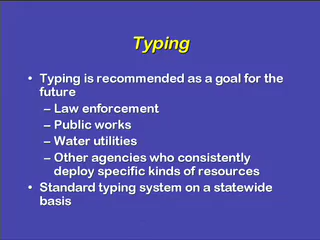 Typing
• Typing is recommended as a goal for the
future
– Law enforcement
– Public works
– Water utilities
– Other agencies who consistently
deploy specific kinds of resources
• Standard typing system on a statewide
basis